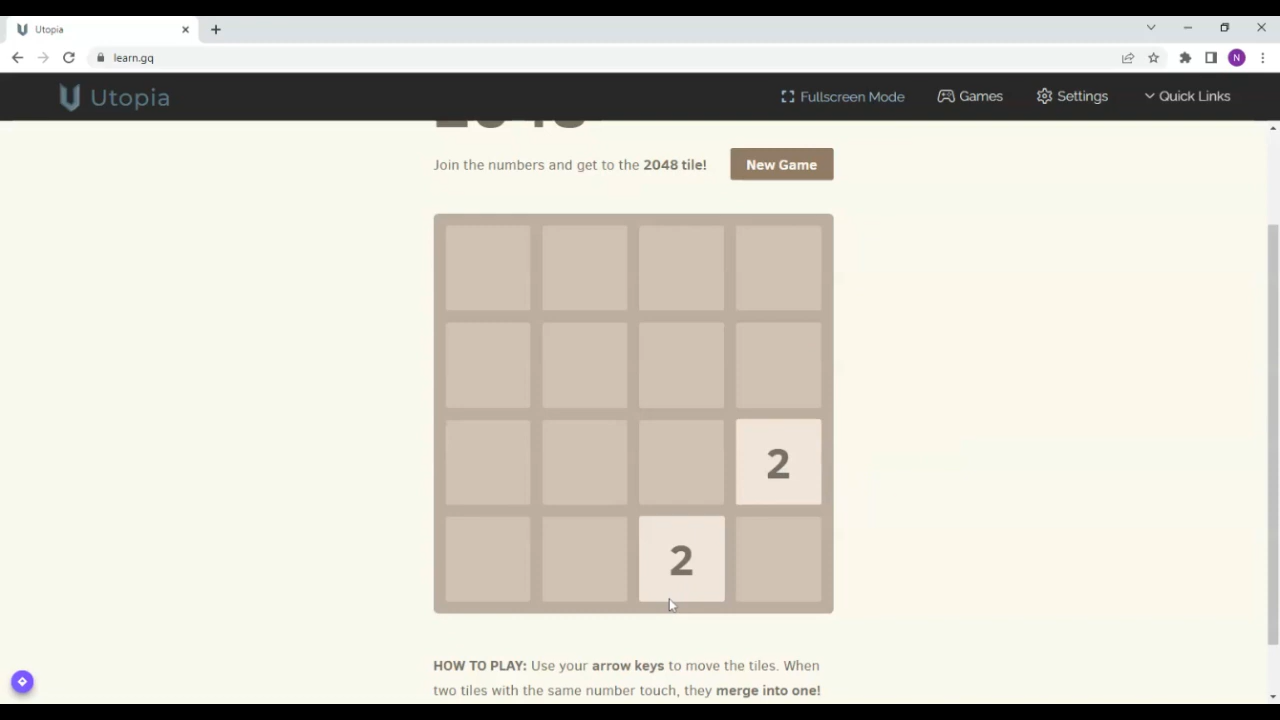 Utopia
learn.gq
N
Utopia
Fullscreen Mode
Games
Settings
Quick Links
Join the numbers and get to the 2048 tile!
New Game
2
2
HOW TO PLAY: Use your arrow keys to move the tiles. When
two tiles with the same number touch, they merge into one!